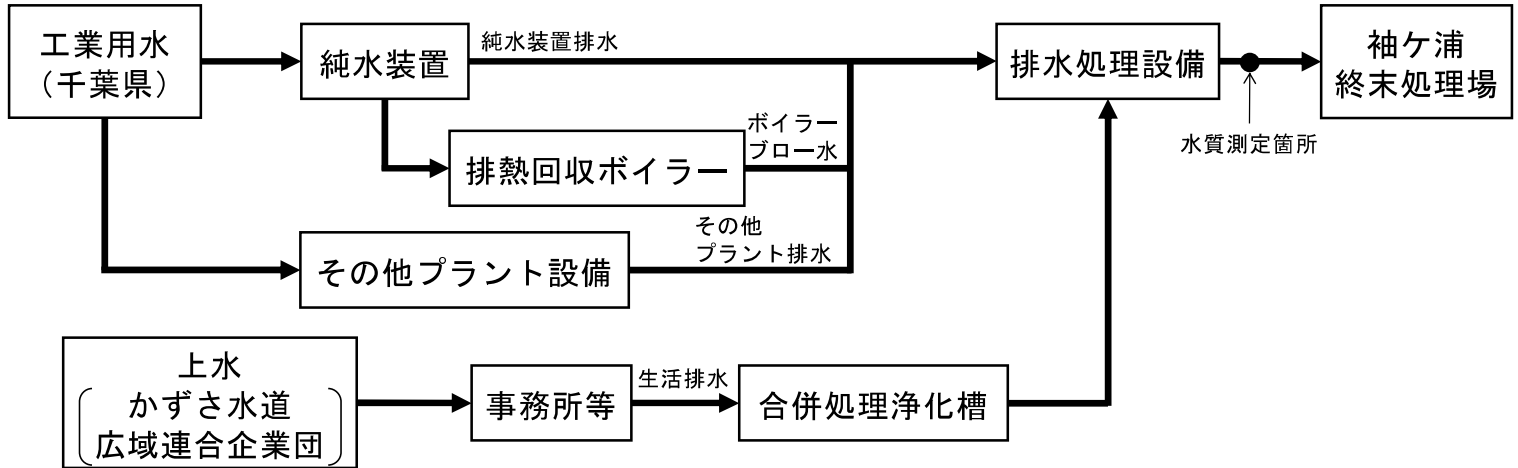 工業用水
（千葉県）
純水装置
純水装置排水
排水処理設備
袖ケ浦
終末処理場
水質測定箇所
排熱回収ボイラー
ボイラー
ブロー水
その他プラント設備
その他
プラント排水
上水
かずさ水道
広域連合企業団
事務所等
生活排水
合併処理浄化槽